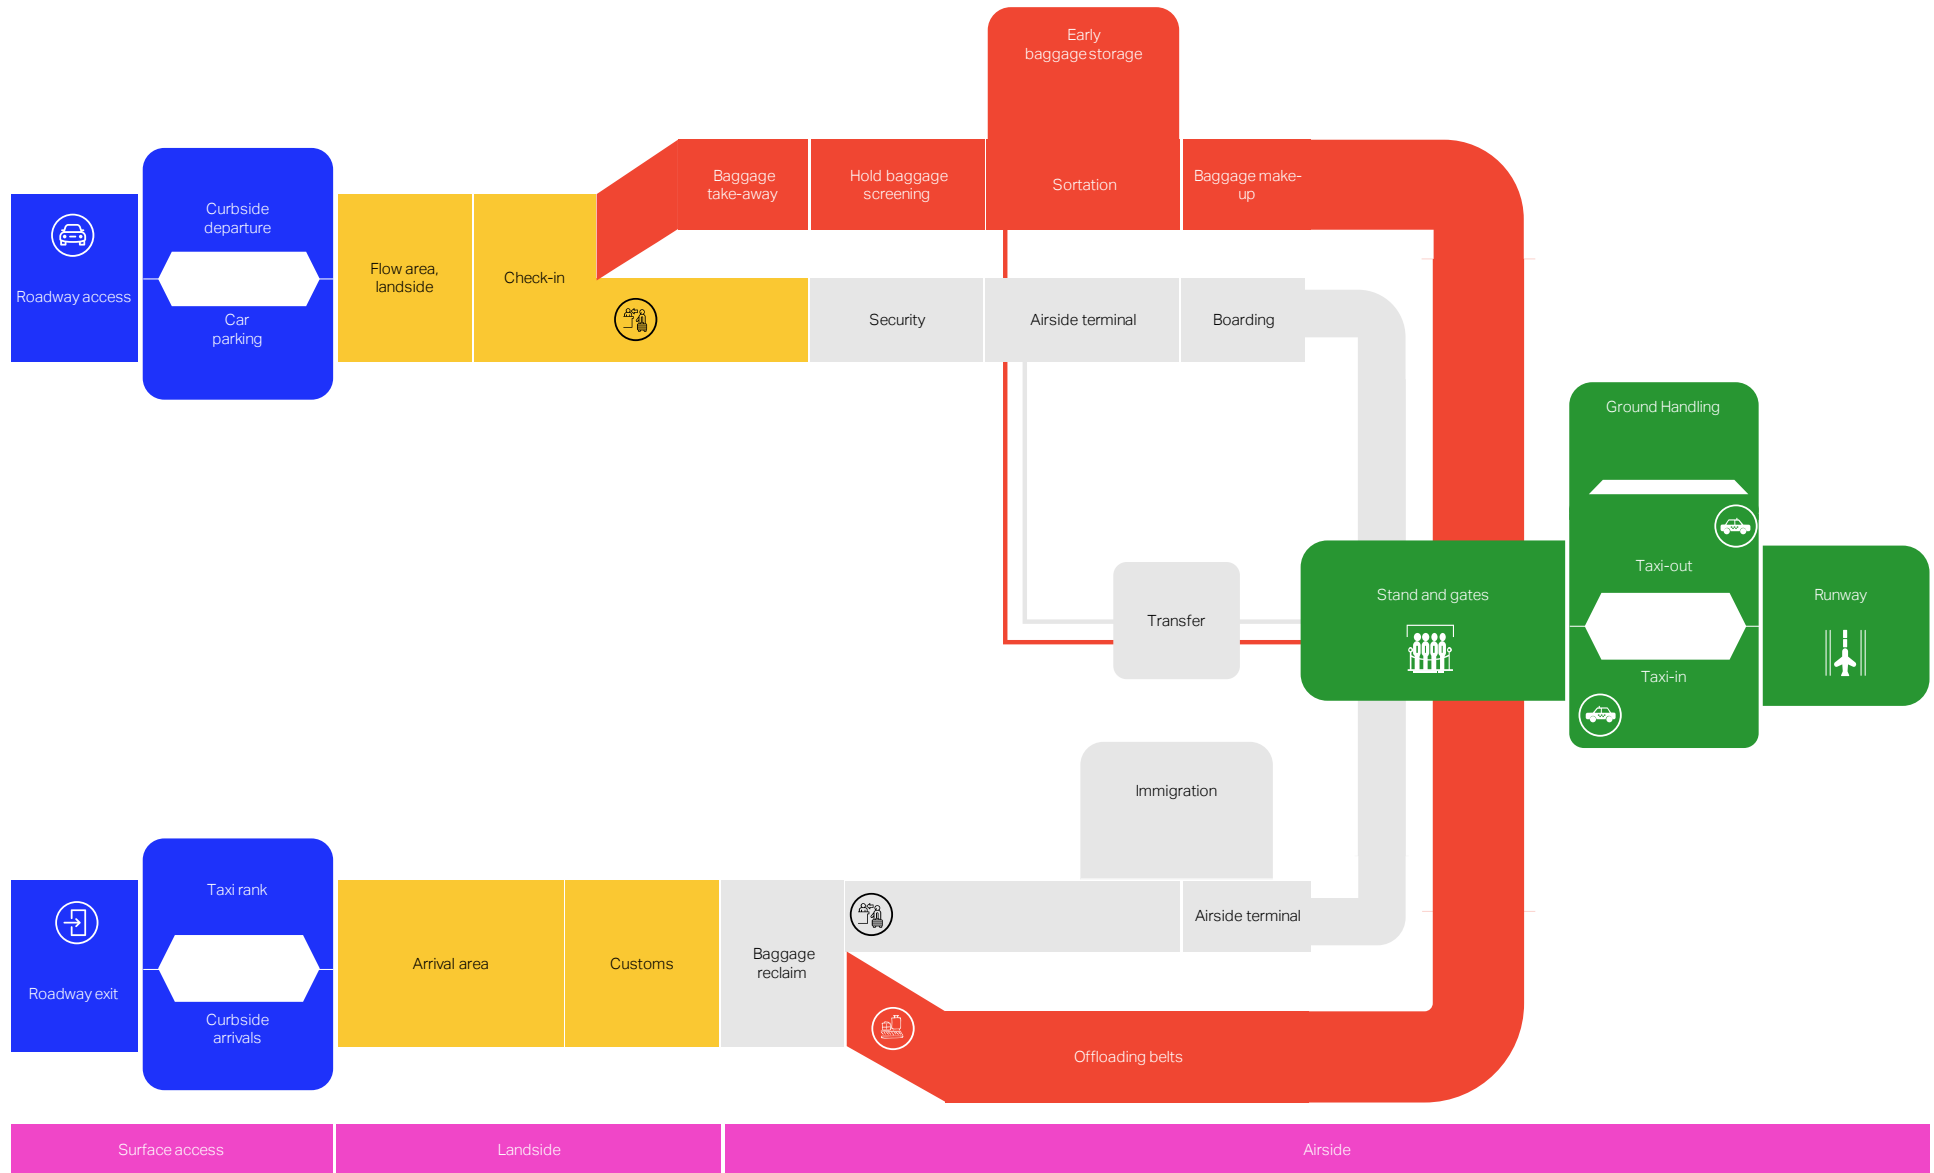 Early
baggage storage
Baggage
take-away
Hold baggage
screening
Sortation
Baggage make-
up
Curbside
departure
Roadway access
Car
parking
Flow area,
landside
Check-in
Security
Airside terminal
Boarding
Ground Handling
Taxi-out
Stand and gates
Runway
Transfer
Taxi-in
Immigration
Taxi rank
Airside terminal
Arrival area
Customs
Baggage
reclaim
Roadway exit
Curbside
arrivals
Offloading belts
Surface access
Landside
Airside